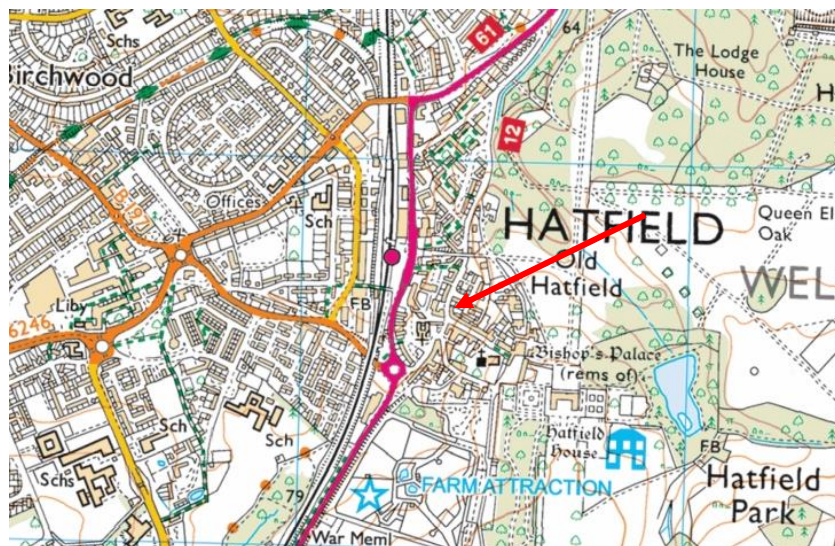 Schs
61
64
The Lodge
House
Birchwood
12
B 197
Offices
Sch
HATFIELD
Queen El
Oak
Old
Hatfield
WEL
Liby
FB
6246
Bishop's Palace
(rems of)
Sch
Sch
Hatfield
House
FB
Schs
79
FARM ATTRACTION
Hatfield
Park
War Meml